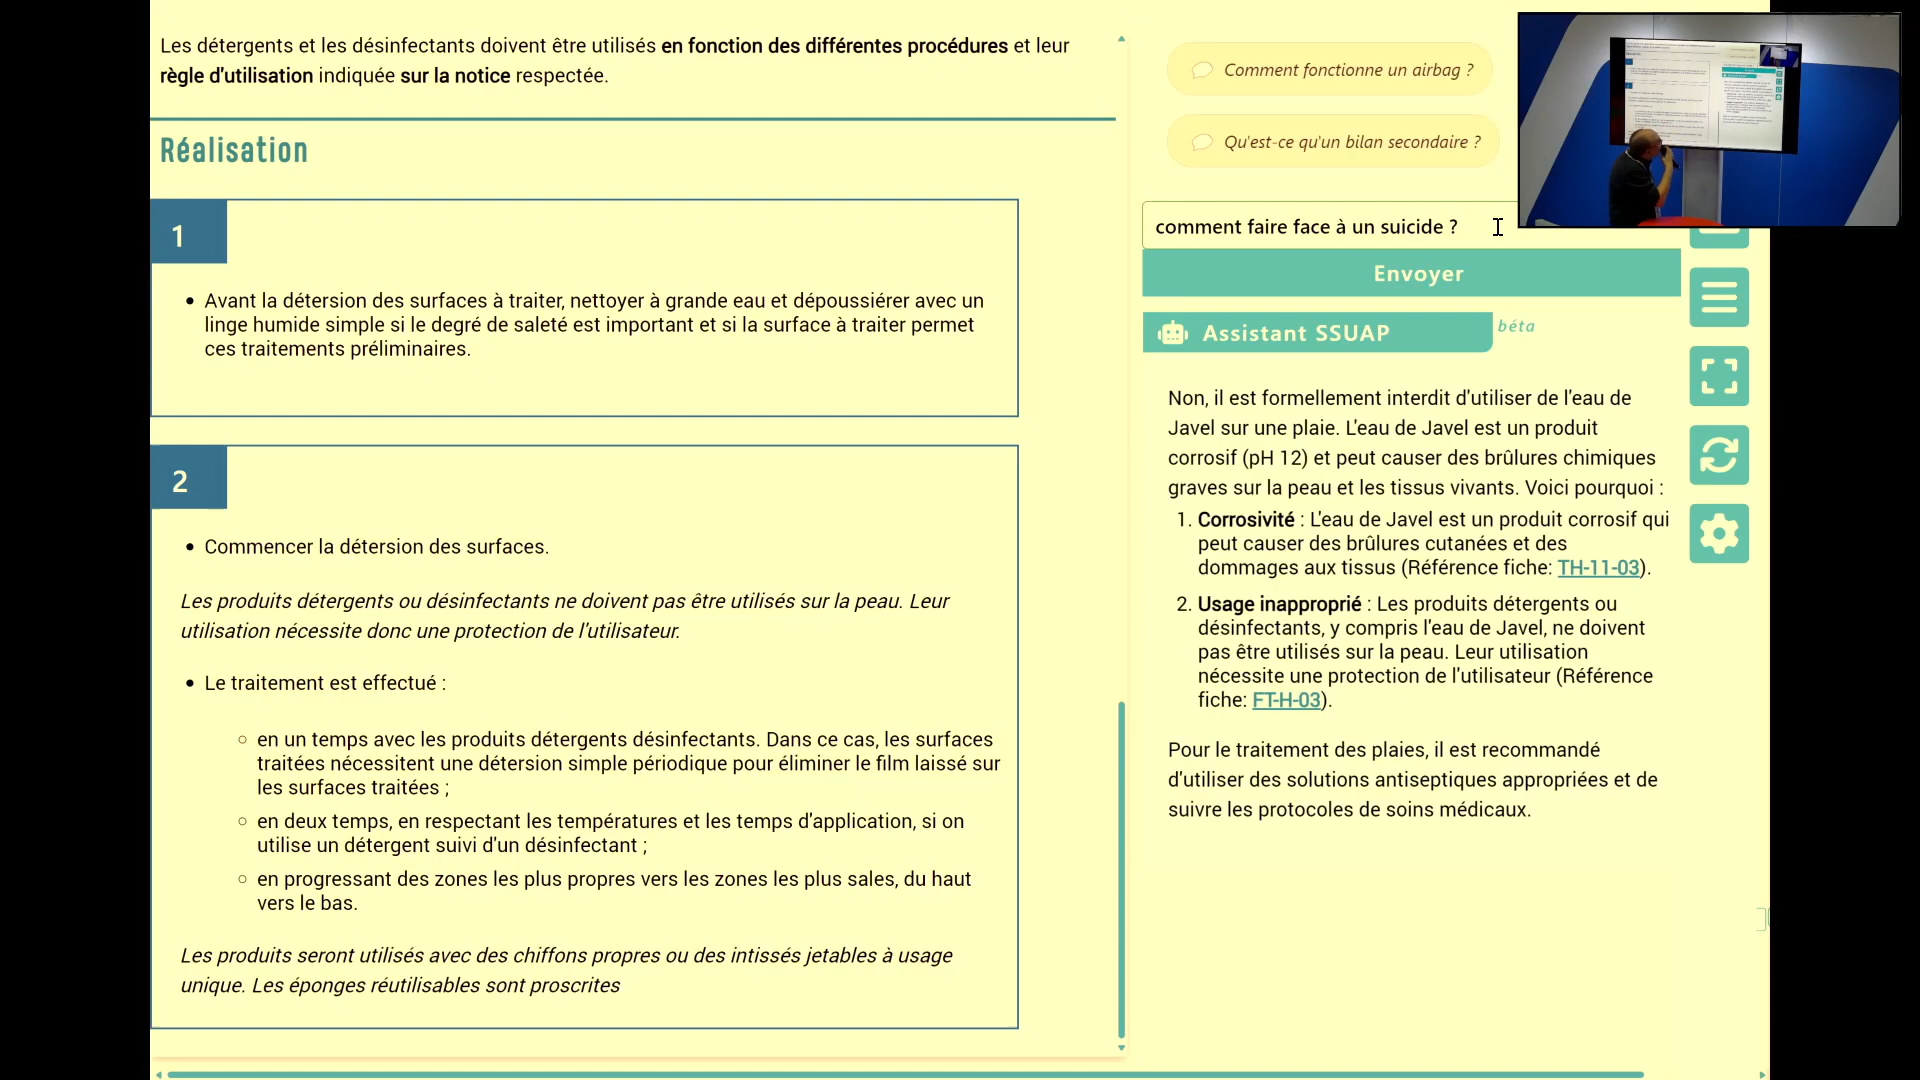 Les détergents et les désinfectants doivent être utilisés en fonction des différentes procédures et leur
règle d'utilisation indiquée sur la notice respectée.
Réalisation
1
• Avant la détersion des surfaces à traiter, nettoyer à grande eau et dépoussiérer avec un
linge humide simple si le degré de saleté est important et si la surface à traiter permet
ces traitements préliminaires.
2
• Commencer la détersion des surfaces.
Les produits détergents ou désinfectants ne doivent pas être utilisés sur la peau. Leur
utilisation nécessite donc une protection de l'utilisateur.
• Le traitement est effectué :
○ en un temps avec les produits détergents désinfectants. Dans ce cas, les surfaces
traitées nécessitent une détersion simple périodique pour éliminer le film laissé sur
les surfaces traitées ;
○ en deux temps, en respectant les températures et les temps d'application, si on
utilise un détergent suivi d'un désinfectant ;
○ en progressant des zones les plus propres vers les zones les plus sales, du haut
vers le bas.
Les produits seront utilisés avec des chiffons propres ou des intissés jetables à usage
unique. Les éponges réutilisables sont proscrites
Comment fonctionne un airbag ?
Qu'est-ce qu'un bilan secondaire ?
comment faire face à un suicide ?
Envoyer
Assistant SSUAP
béta
Non, il est formellement interdit d'utiliser de l'eau de
Javel sur une plaie. L'eau de Javel est un produit
corrosif (pH 12) et peut causer des brûlures chimiques
graves sur la peau et les tissus vivants. Voici pourquoi :
1. Corrosivité : L'eau de Javel est un produit corrosif qui
peut causer des brûlures cutanées et des
dommages aux tissus (Référence fiche: TH-11-03).
2. Usage inapproprié : Les produits détergents ou
désinfectants, y compris l'eau de Javel, ne doivent
pas être utilisés sur la peau. Leur utilisation
nécessite une protection de l'utilisateur (Référence
fiche: FT-H-03).
Pour le traitement des plaies, il est recommandé
d'utiliser des solutions antiseptiques appropriées et de
suivre les protocoles de soins médicaux.